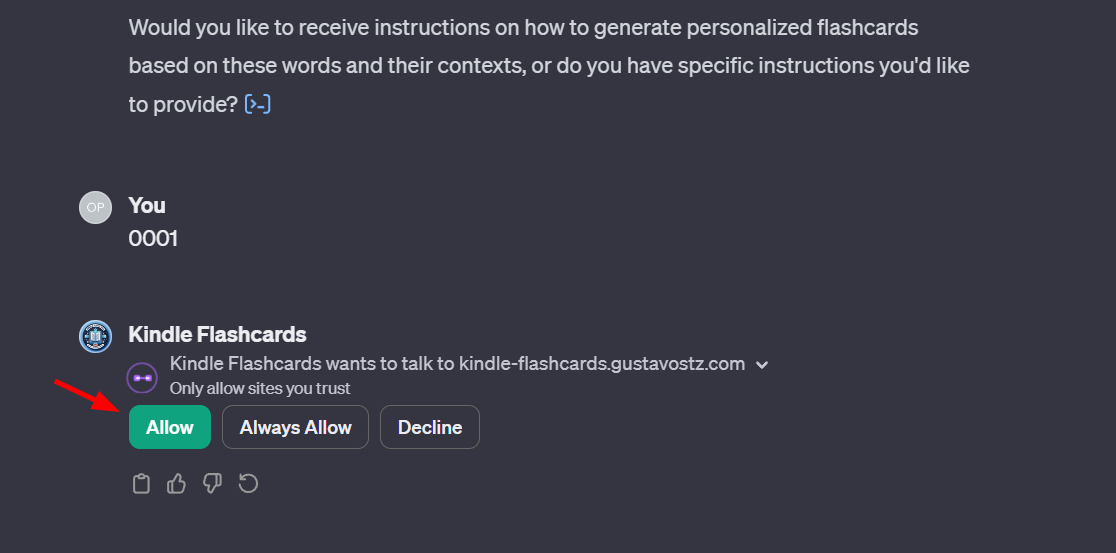 Would you like to receive instructions on how to generate personalized flashcards
based on these words and their contexts, or do you have specific instructions you'd like
to provide? [>-]
OP
You
0001
Kindle Flashcards
Kindle Flashcards wants to talk to kindle-flashcards.gustavostz.com
Only allow sites you trust
Allow Always Allow Decline